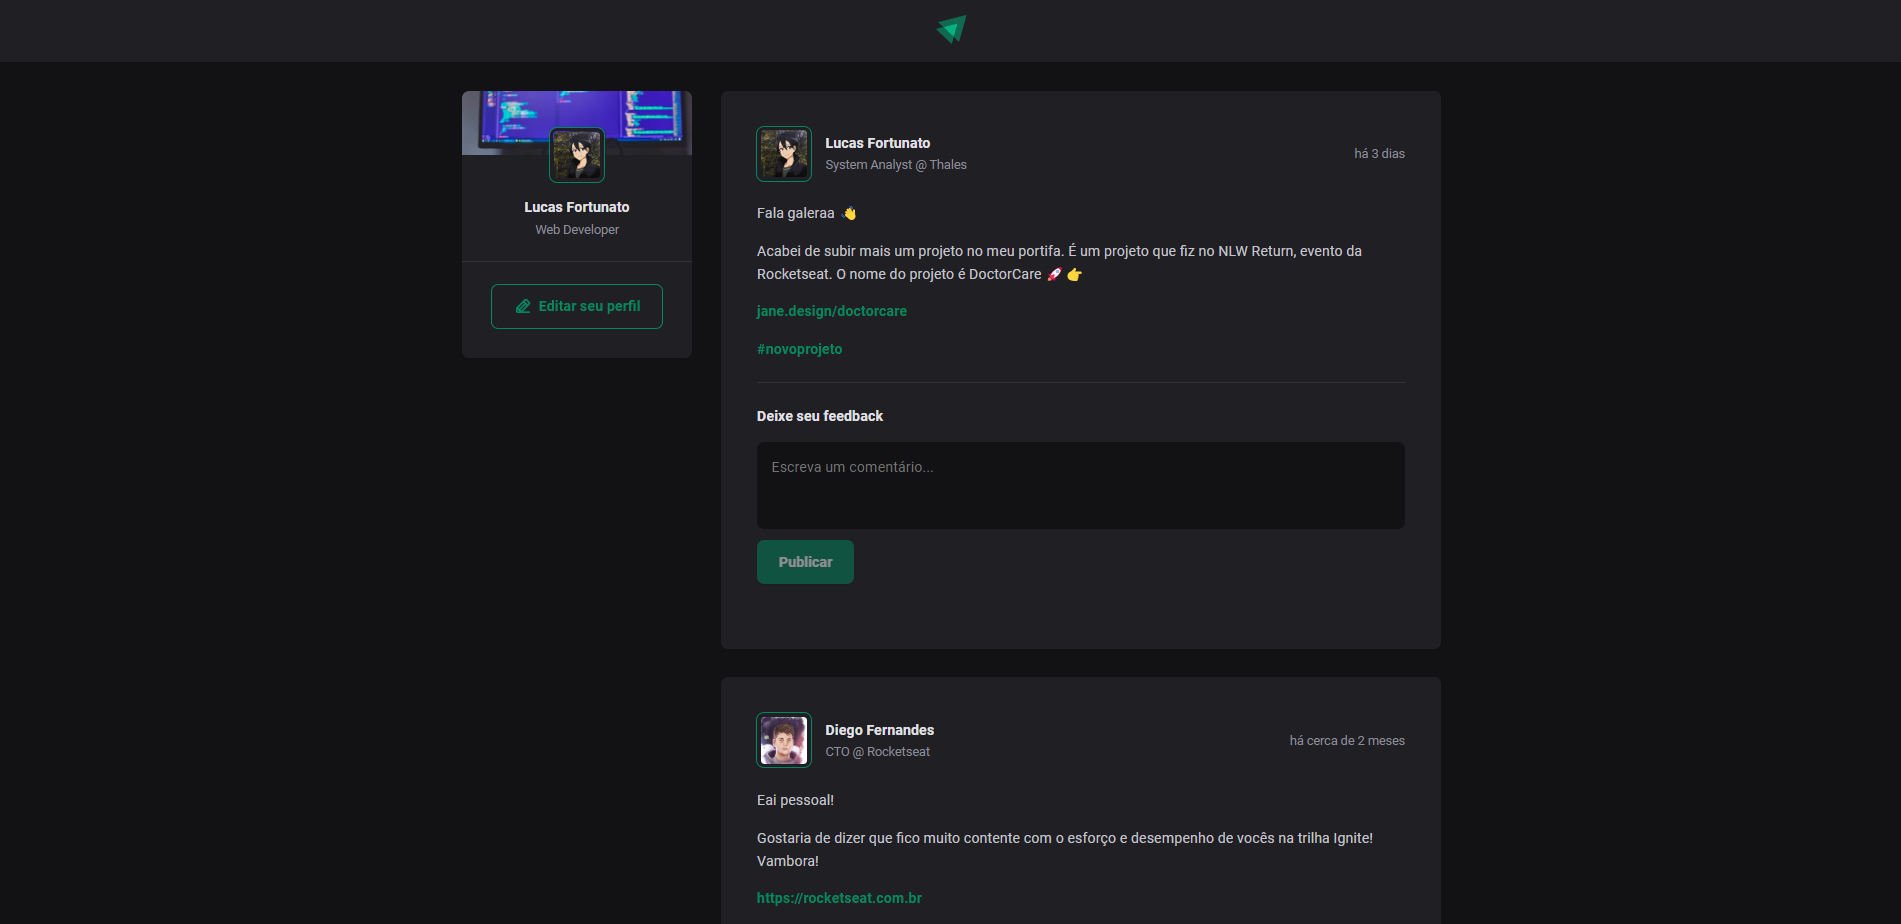 Lucas Fortunato
Web Developer
Editar seu perfil
Lucas Fortunato
System Analyst @ Thales
há 3 dias
Fala galeraa 👋
Acabei de subir mais um projeto no meu portifa. É um projeto que fiz no NLW Return, evento da
Rocketseat. O nome do projeto é DoctorCare 🚀 👉
jane.design/doctorcare
#novoprojeto
Deixe seu feedback
Escreva um comentário...
Publicar
Diego Fernandes
CTO @ Rocketseat
há cerca de 2 meses
Eai pessoal!
Gostaria de dizer que fico muito contente com o esforço e desempenho de vocês na trilha Ignite!
Vambora!
https://rocketseat.com.br